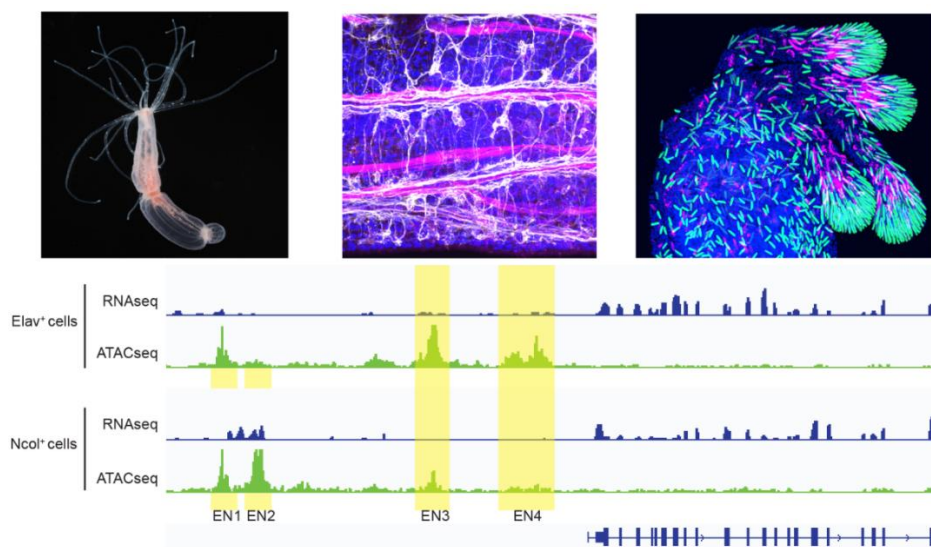 RNAseq
Elav⁺ cells
ATACseq
RNAseq
Ncol⁺ cells
ATACseq
EN1 EN2 EN3 EN4